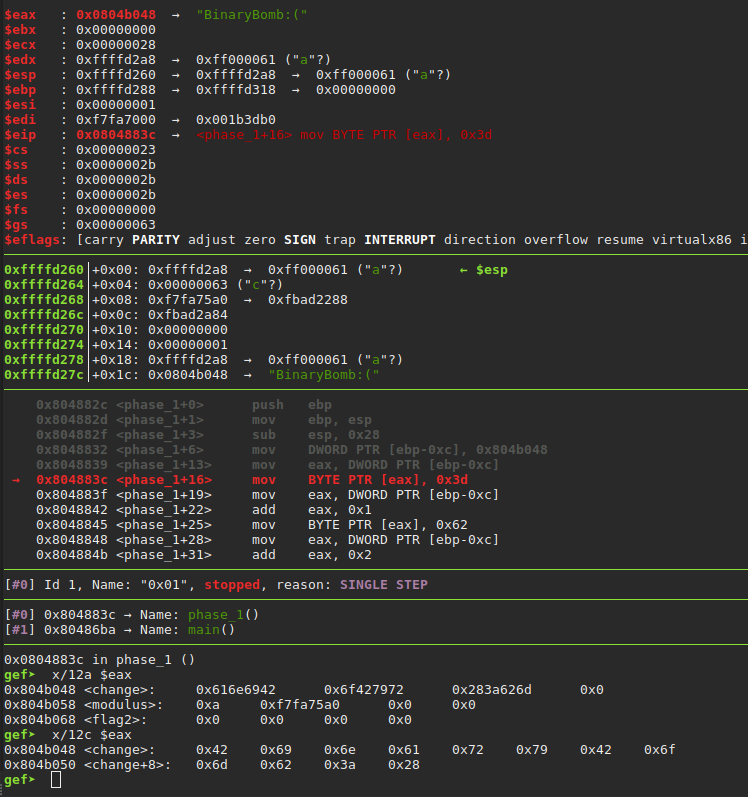 $eax   : 0x0804b048  →  "BinaryBomb:("
$ebx   : 0x00000000
$ecx   : 0x00000028
$edx   : 0xffffd2a8  →  0xff000061 ("a"?)
$esp   : 0xffffd260  →  0xffffd2a8  →  0xff000061 ("a"?)
$ebp   : 0xffffd288  →  0xffffd318  →  0x00000000
$esi   : 0x00000001
$edi   : 0xf7fa7000  →  0x001b3db0
$eip   : 0x0804883c  →  <phase_1+16> mov BYTE PTR [eax], 0x3d
$cs    : 0x00000023
$ss    : 0x0000002b
$ds    : 0x0000002b
$es    : 0x0000002b
$fs    : 0x00000000
$gs    : 0x00000063
$eflags: [carry PARITY adjust zero SIGN trap INTERRUPT direction overflow resume virtualx86 i
0xffffd260│+0x00: 0xffffd2a8  →  0xff000061 ("a"?)       ← $esp
0xffffd264│+0x04: 0x00000063 ("c"?)
0xffffd268│+0x08: 0xf7fa75a0  →  0xfbad2288
0xffffd26c│+0x0c: 0xfbad2a84
0xffffd270│+0x10: 0x00000000
0xffffd274│+0x14: 0x00000001
0xffffd278│+0x18: 0xffffd2a8  →  0xff000061 ("a"?)
0xffffd27c│+0x1c: 0x0804b048  →  "BinaryBomb:("
0x804882c <phase_1+0>      push   ebp
0x804882d <phase_1+1>      mov    ebp, esp
0x804882f <phase_1+3>      sub    esp, 0x28
0x8048832 <phase_1+6>      mov    DWORD PTR [ebp-0xc], 0x804b048
0x8048839 <phase_1+13>     mov    eax, DWORD PTR [ebp-0xc]
→  0x804883c <phase_1+16>     mov    BYTE PTR [eax], 0x3d
0x804883f <phase_1+19>     mov    eax, DWORD PTR [ebp-0xc]
0x8048842 <phase_1+22>     add    eax, 0x1
0x8048845 <phase_1+25>     mov    BYTE PTR [eax], 0x62
0x8048848 <phase_1+28>     mov    eax, DWORD PTR [ebp-0xc]
0x804884b <phase_1+31>     add    eax, 0x2
[#0] Id 1, Name: "0x01", stopped, reason: SINGLE STEP
[#0] 0x804883c → Name: phase_1()
[#1] 0x80486ba → Name: main()
0x0804883c in phase_1 ()
gef➤  x/12a $eax
0x804b048 <change>:     0x616e6942      0x6f427972      0x283a626d      0x0
0x804b058 <modulus>:    0xa     0xf7fa75a0      0x0     0x0
0x804b068 <flag2>:      0x0     0x0     0x0     0x0
gef➤  x/12c $eax
0x804b048 <change>:     0x42    0x69    0x6e    0x61    0x72    0x79    0x42    0x6f
0x804b050 <change+8>:   0x6d    0x62    0x3a    0x28
gef➤